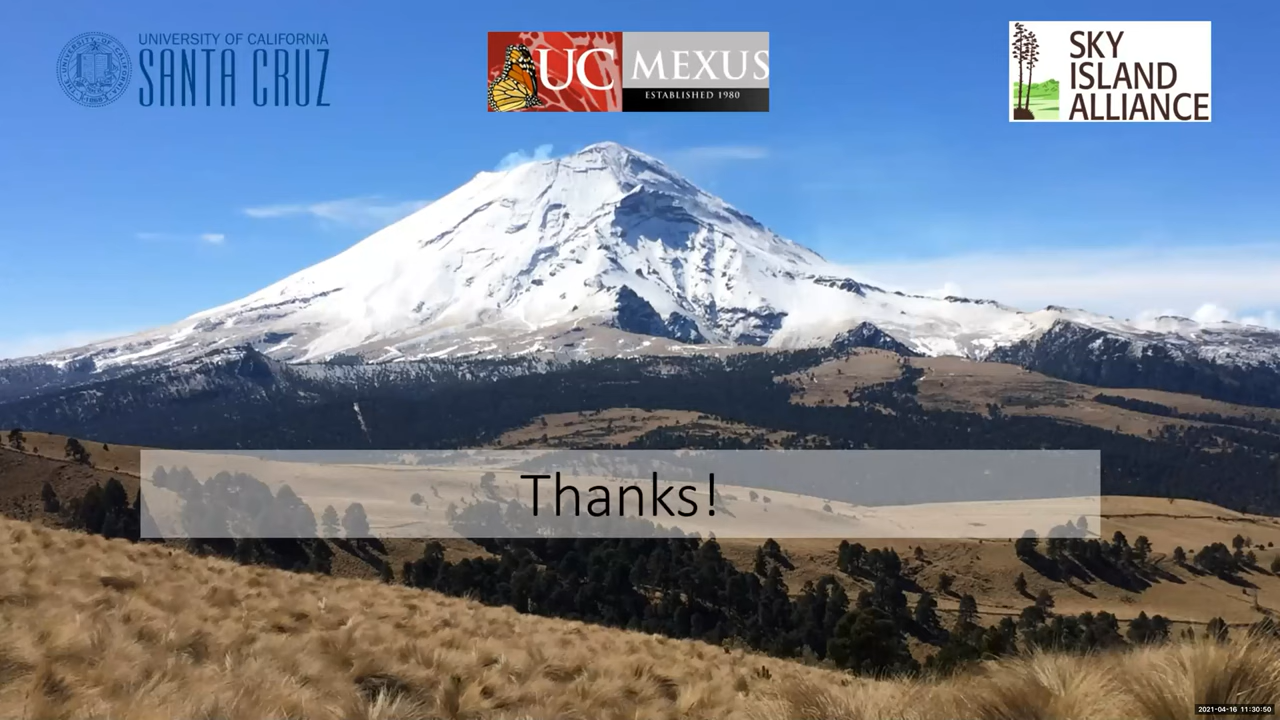 UNIVERSITY OF CALIFORNIA
SANTA CRUZ
UC MEXUS
ESTABLISHED 1980
SKY
ISLAND
ALLIANCE
Thanks!
2021-04-16 11:30:50